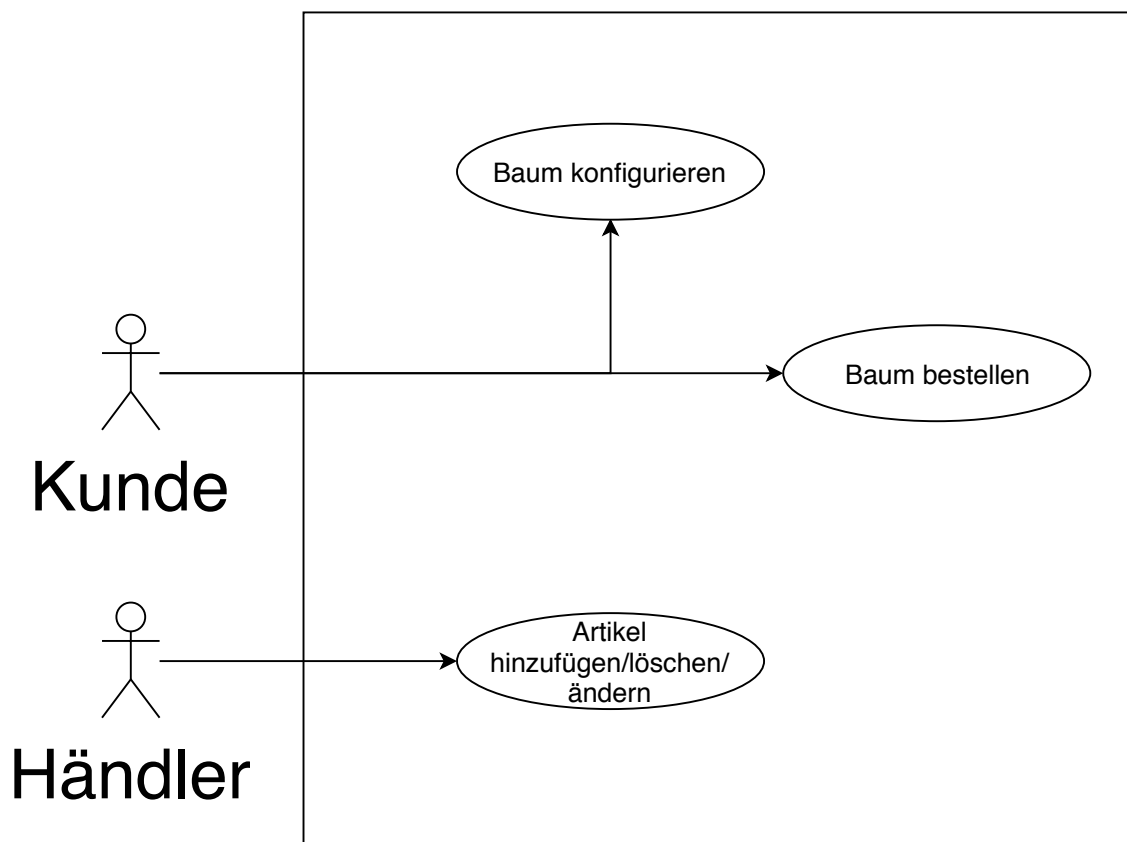 Baum konfigurieren
Baum bestellen
Kunde
Artikel
hinzufügen/löschen/
ändern
Händler